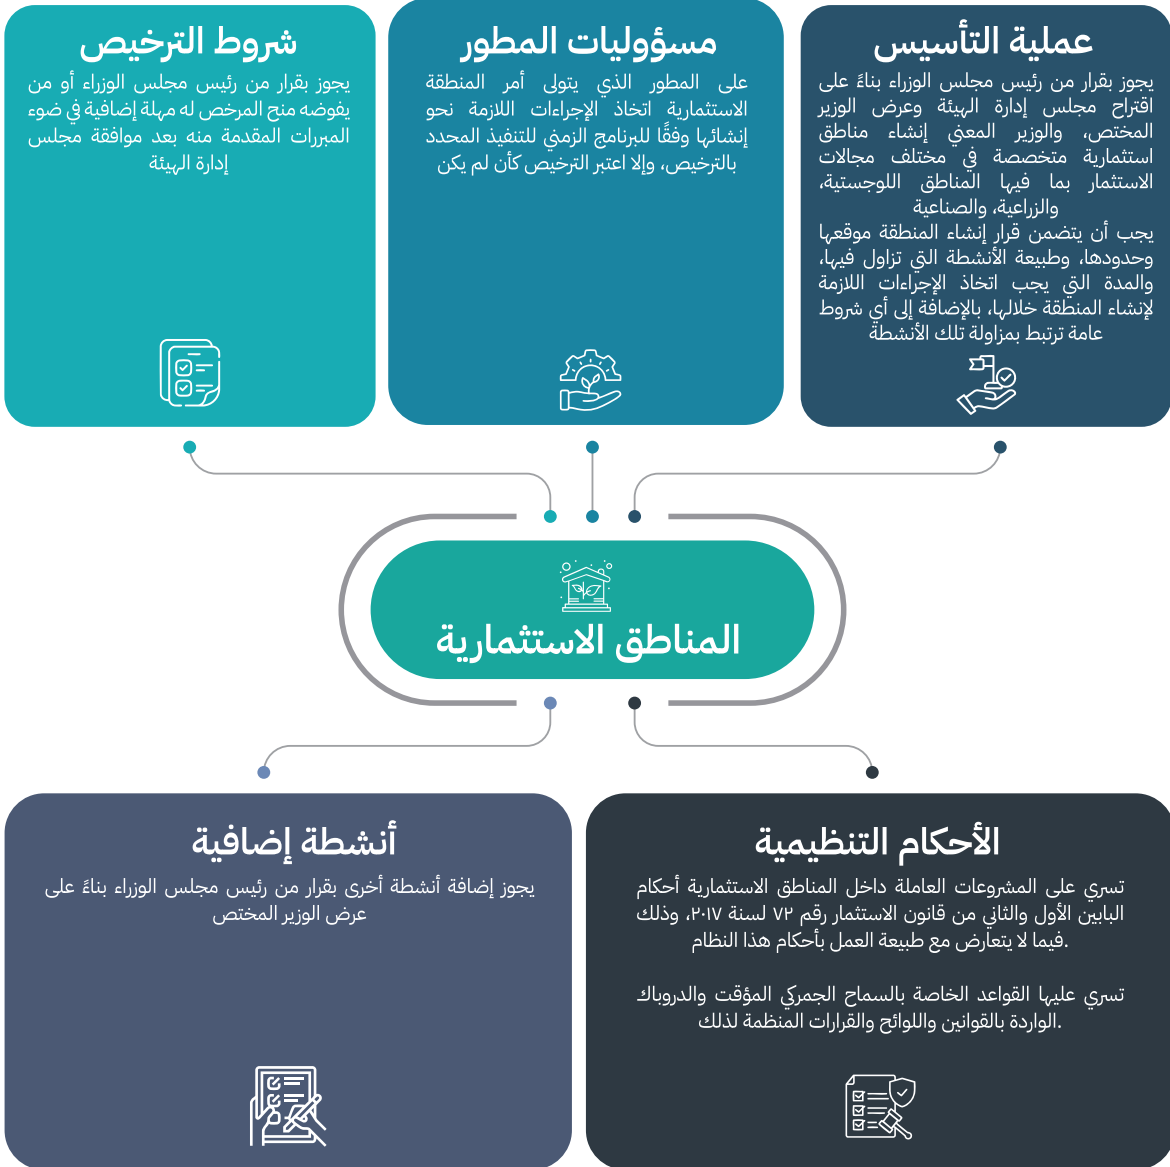 عملية التأسيس
يجوز بقرار من رئيس مجلس الوزراء بناءً على
اقتراح مجلس إدارة الهيئة وعرض الوزير
المختص، والوزير المعني إنشاء مناطق
استثمارية متخصصة في مختلف مجالات
الاستثمار بما فيها المناطق اللوجستية،
والزراعية، والصناعية
يجب أن يتضمن قرار إنشاء المنطقة موقعها
وحدودها، وطبيعة الأنشطة التي تزاول فيها،
والمدة التي يجب اتخاذ الإجراءات اللازمة
لإنشاء المنطقة خلالها، بالإضافة إلى أي شروط
عامة ترتبط بمزاولة تلك الأنشطة
مسؤوليات المطور
على المطور الذي يتولى أمر المنطقة
الاستثمارية اتخاذ الإجراءات اللازمة نحو
إنشائها وفقًا للبرنامج الزمني للتنفيذ المحدد
بالترخيص، وإلا اعتبر الترخيص كأن لم يكن
شروط الترخيص
يجوز بقرار من رئيس مجلس الوزراء أو من
يفوضه منح المرخص له مهلة إضافية في ضوء
المبررات المقدمة منه بعد موافقة مجلس
إدارة الهيئة
المناطق الاستثمارية
الأحكام التنظيمية
تسري على المشروعات العاملة داخل المناطق الاستثمارية أحكام
البابين الأول والثاني من قانون الاستثمار رقم ٧٢ لسنة ٢٠١٧، وذلك
.فيما لا يتعارض مع طبيعة العمل بأحكام هذا النظام
تسري عليها القواعد الخاصة بالسماح الجمركي المؤقت والدروباك
.الواردة بالقوانين واللوائح والقرارات المنظمة لذلك
أنشطة إضافية
يجوز إضافة أنشطة أخرى بقرار من رئيس مجلس الوزراء بناءً على
عرض الوزير المختص